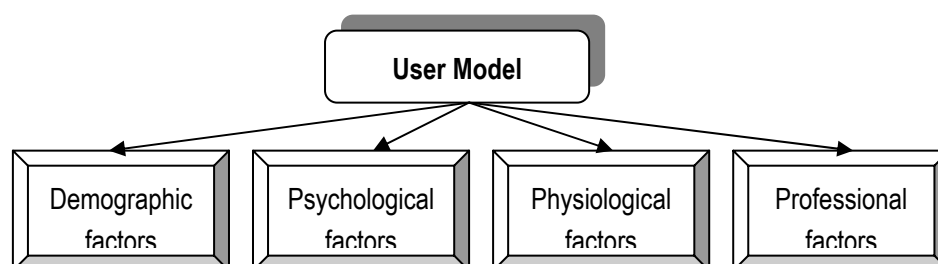 User Model
Demographic
factors
Psychological
factors
Physiological
factors
Professional
factors